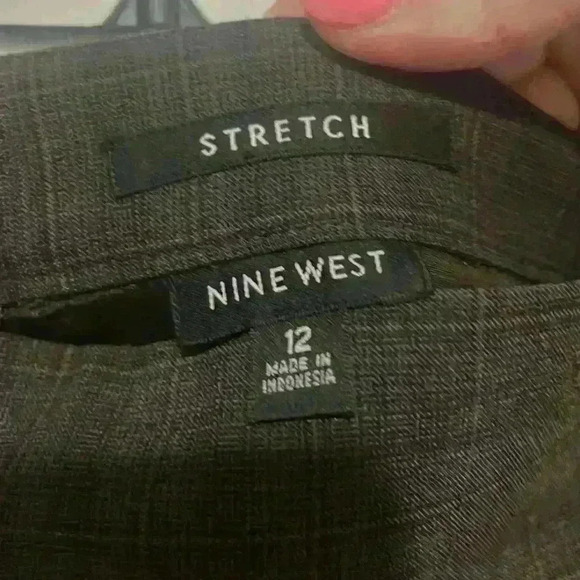 STRETCH
NINE WEST
12
MADE IN
INDONESIA